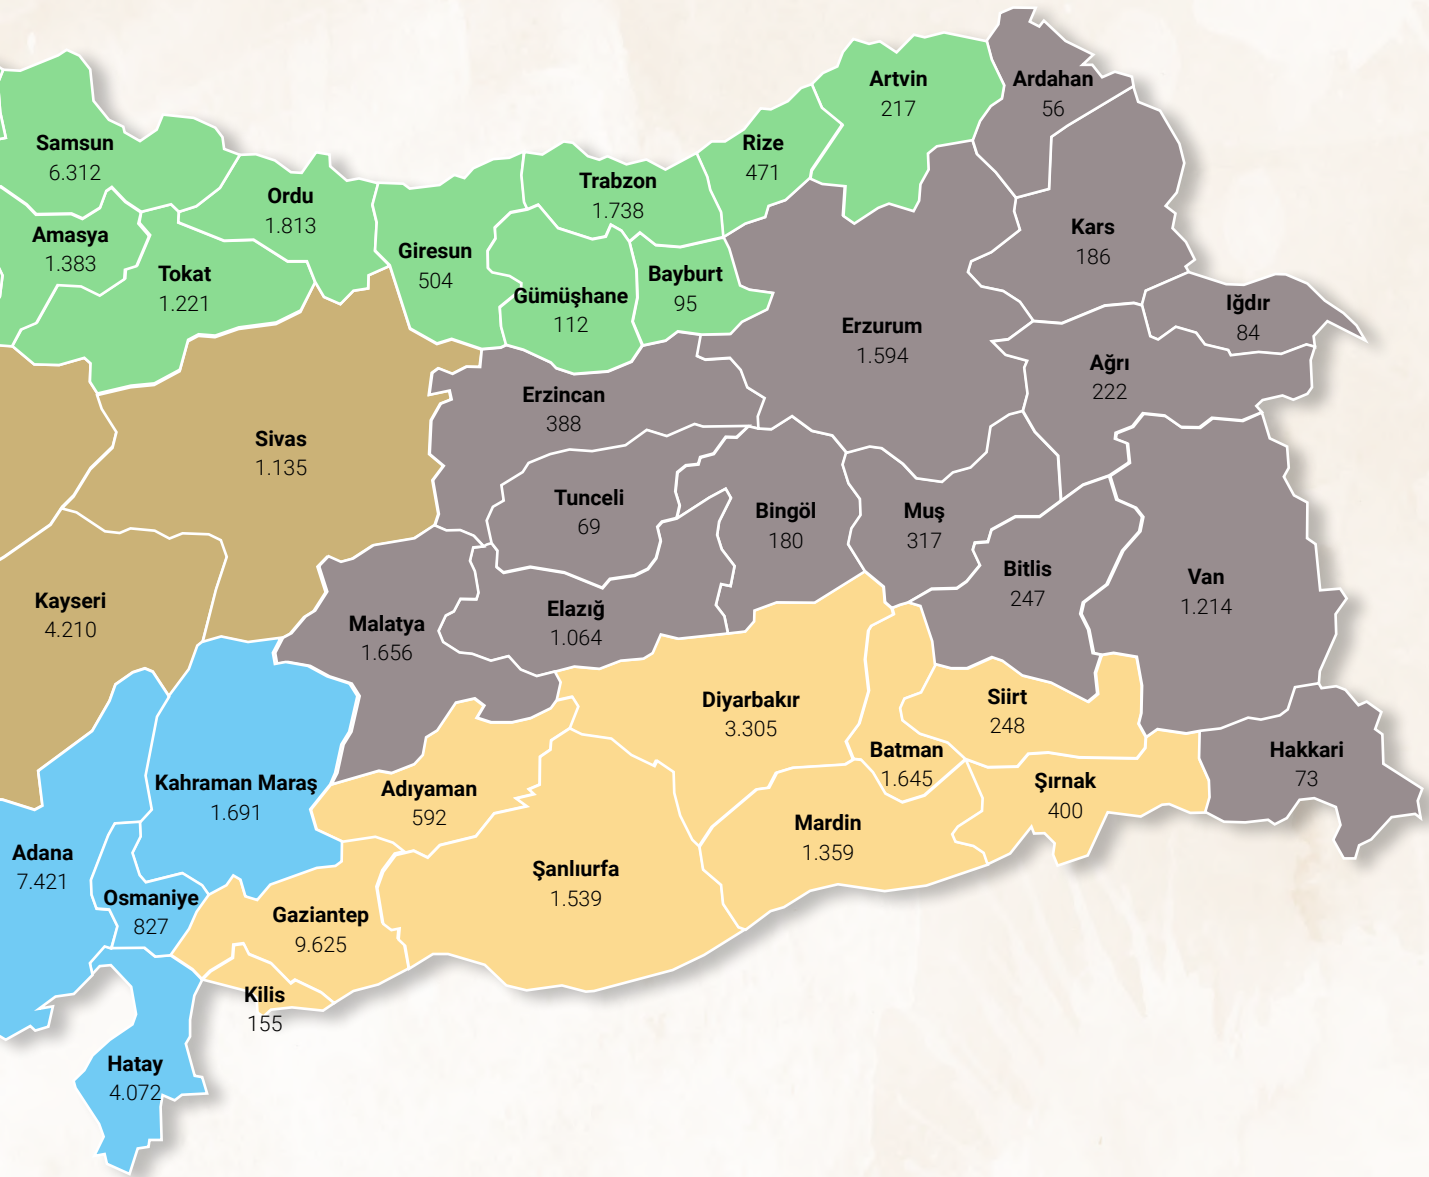 Artvin
217
Ardahan
56
Samsun
6.312
Rize
471
Trabzon
1.738
Ordu
1.813
Amasya
1.383
Giresun
504
Kars
186
Tokat
1.221
Bayburt
95
Gümüşhane
112
Iğdır
84
Erzurum
1.594
Ağrı
222
Erzincan
388
Sivas
1.135
Tunceli
69
Bingöl
180
Muş
317
Bitlis
247
Van
1.214
Kayseri
4.210
Elazığ
1.064
Malatya
1.656
Diyarbakır
3.305
Siirt
248
Batman
1.645
Hakkari
73
Kahraman Maraş
1.691
Adıyaman
592
Şırnak
400
Mardin
1.359
Adana
7.421
Şanlıurfa
1.539
Osmaniye
827
Gaziantep
9.625
Kilis
155
Hatay
4.072